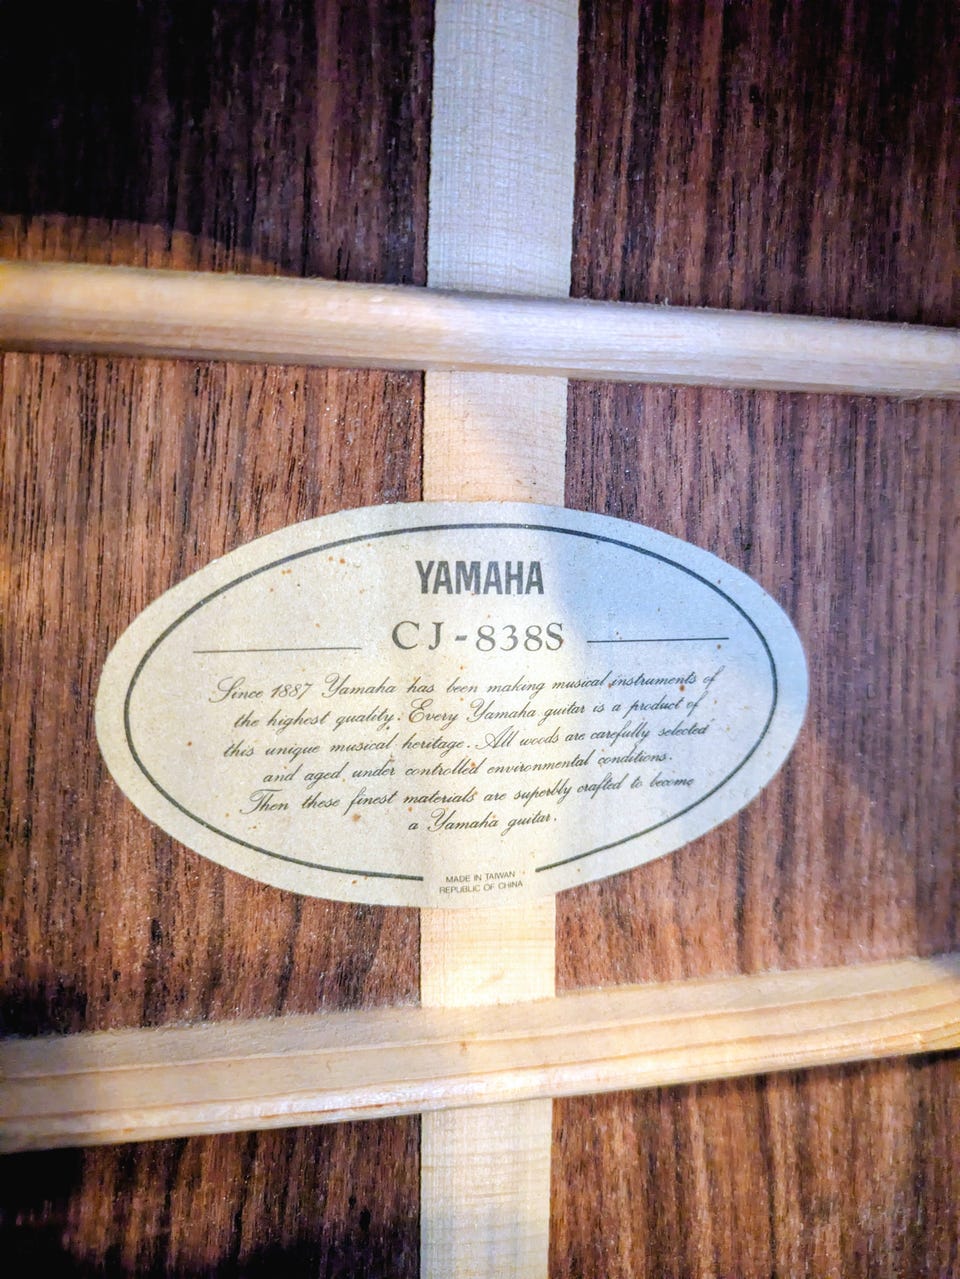 YAMAHA
CJ-838S
Since 1887 Yamaha has been making musical instruments of
the highest quality. Every Yamaha guitar is a product of
this unique musical heritage. All woods are carefully selected
and aged under controlled environmental conditions.
Then these finest materials are superbly crafted to become
a Yamaha guitar.
MADE IN TAIWAN
REPUBLIC OF CHINA